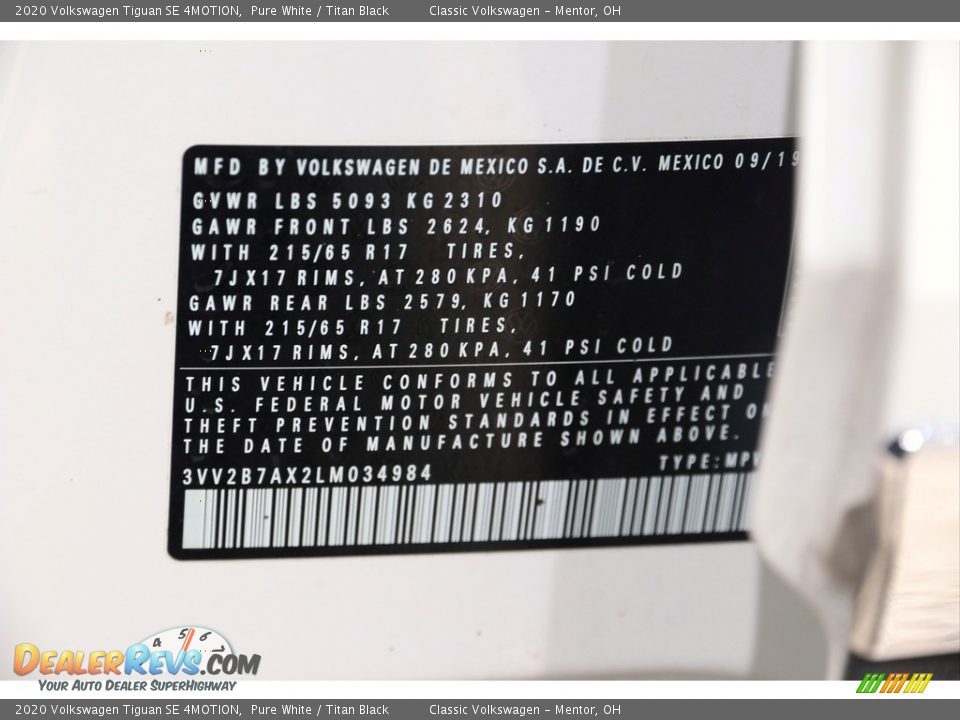 2020 Volkswagen Tiguan SE 4MOTION, Pure White / Titan Black Classic Volkswagen – Mentor, OH
MFD BY VOLKSWAGEN DE MEXICO S.A. DE C.V. MEXICO 09/19
GVWR LBS 5093 KG 2310
GAWR FRONT LBS 2624, KG 1190
WITH 215/65 R17 TIRES,
7JX17 RIMS, AT 280 KPA, 41 PSI COLD
GAWR REAR LBS 2579, KG 1170
WITH 215/65 R17 TIRES,
7JX17 RIMS, AT 280 KPA, 41 PSI COLD
THIS VEHICLE CONFORMS TO ALL APPLICABLE
U.S. FEDERAL MOTOR VEHICLE SAFETY AND
THEFT PREVENTION STANDARDS IN EFFECT ON
THE DATE OF MANUFACTURE SHOWN ABOVE.
3VV2B7AX2LM034984 TYPE: MPV
4 5 6 7
DEALERREVS.COM
YOUR AUTO DEALER SUPERHIGHWAY
2020 Volkswagen Tiguan SE 4MOTION, Pure White / Titan Black Classic Volkswagen – Mentor, OH